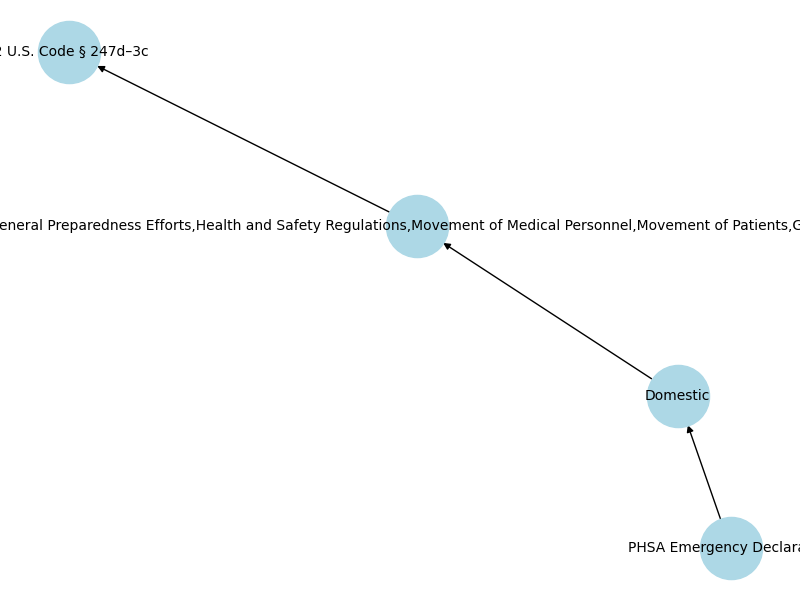 U.S. Code § 247d–3c
eneral Preparedness Efforts,Health and Safety Regulations,Movement of Medical Personnel,Movement of Patients,G
Domestic
PHSA Emergency Declara